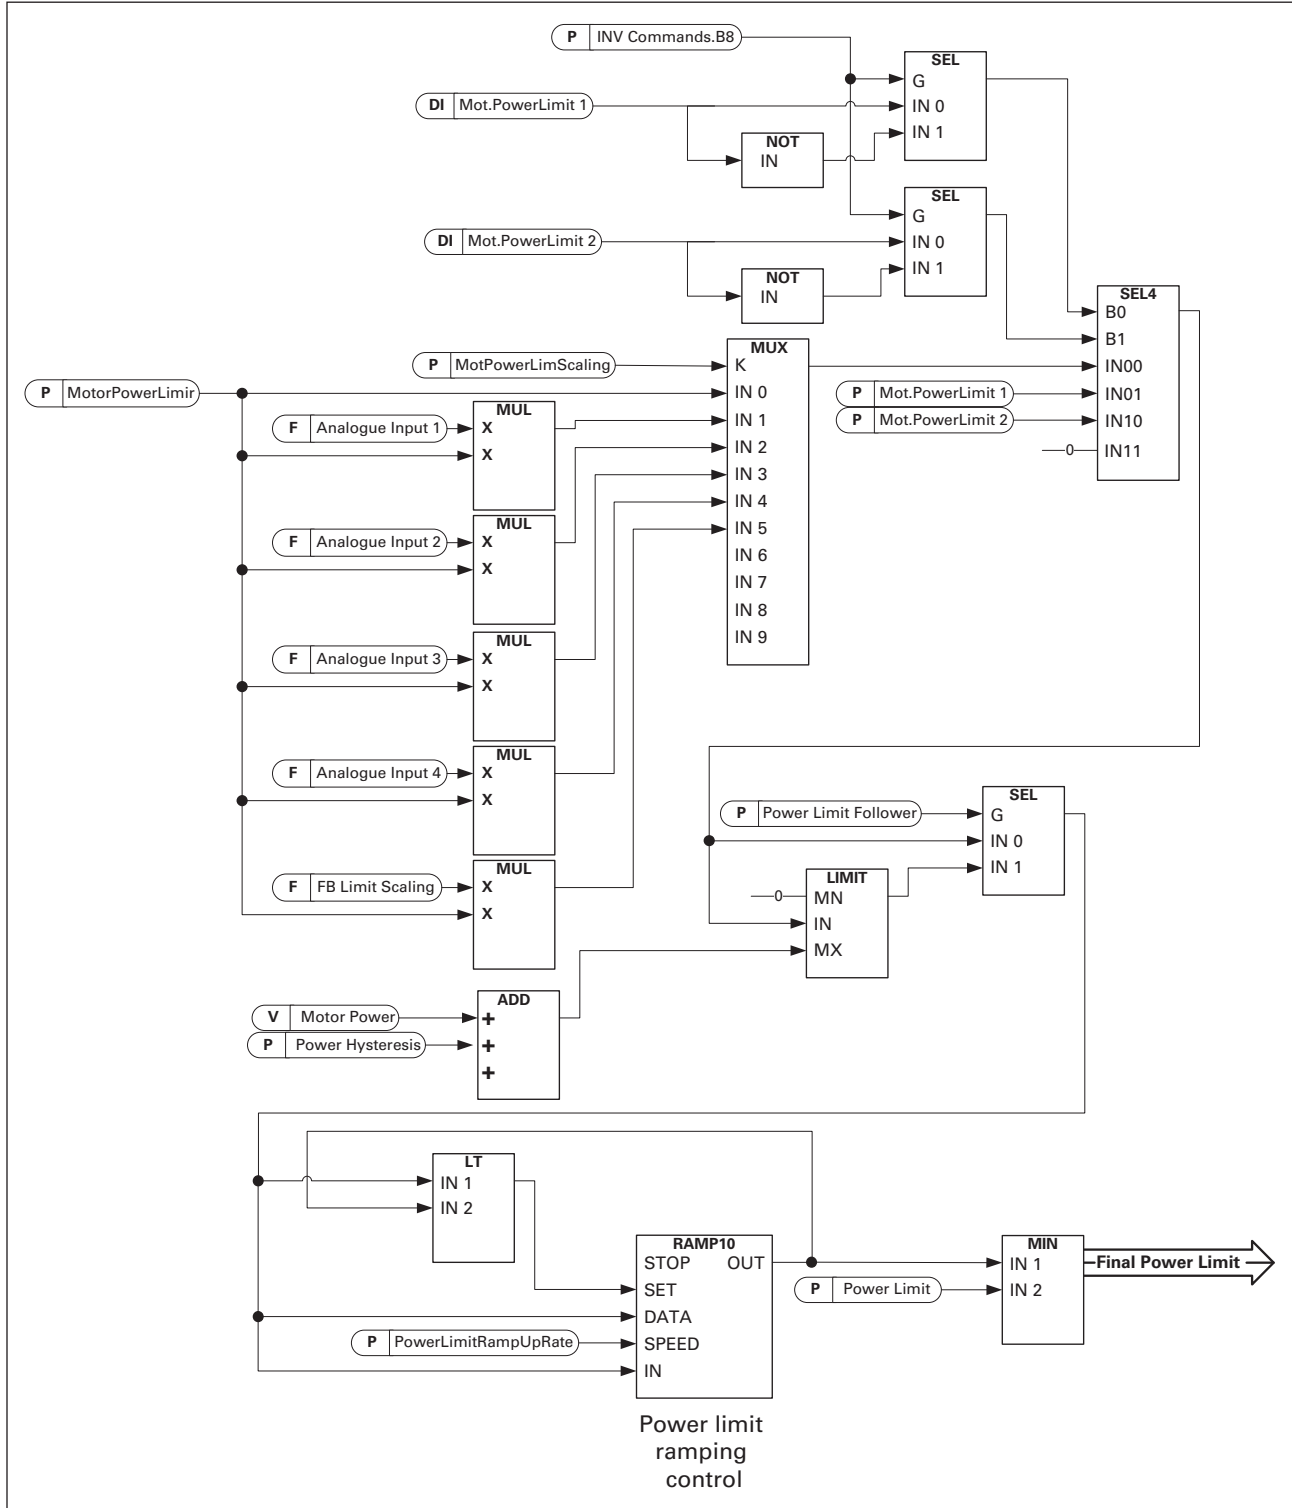 P INV Commands.B8
SEL
G
DI Mot.PowerLimit 1
IN 0
IN 1
NOT
IN
SEL
G
DI Mot.PowerLimit 2
IN 0
IN 1
NOT
IN
SEL4
B0
B1
MUX
P MotPowerLimScaling
K
IN00
P MotorPowerLimir
IN 0
P Mot.PowerLimit 1
IN01
MUL
F Analogue Input 1
X
IN 1
P Mot.PowerLimit 2
IN10
X
IN 2
0
IN11
IN 3
IN 4
MUL
IN 5
F Analogue Input 2
X
IN 6
X
IN 7
IN 8
IN 9
MUL
F Analogue Input 3
X
X
MUL
F Analogue Input 4
X
X
SEL
P Power Limit Follower
G
IN 0
IN 1
MUL
F FB Limit Scaling
X
X
LIMIT
0
MN
IN
MX
ADD
V Motor Power
+
P Power Hysteresis
+
+
LT
IN 1
IN 2
RAMP10
STOP OUT
SET
DATA
P PowerLimitRampUpRate
SPEED
IN
MIN
IN 1
P Power Limit
IN 2
Final Power Limit
Power limit
ramping
control